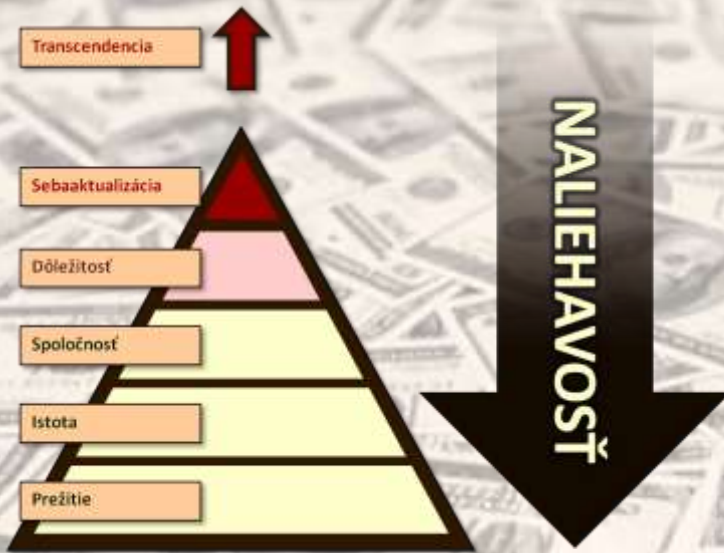 Transcendencia
Sebaaktualizácia
Dôležitosť
Spoločnosť
Istota
Prežitie
NALIEHAVOSŤ